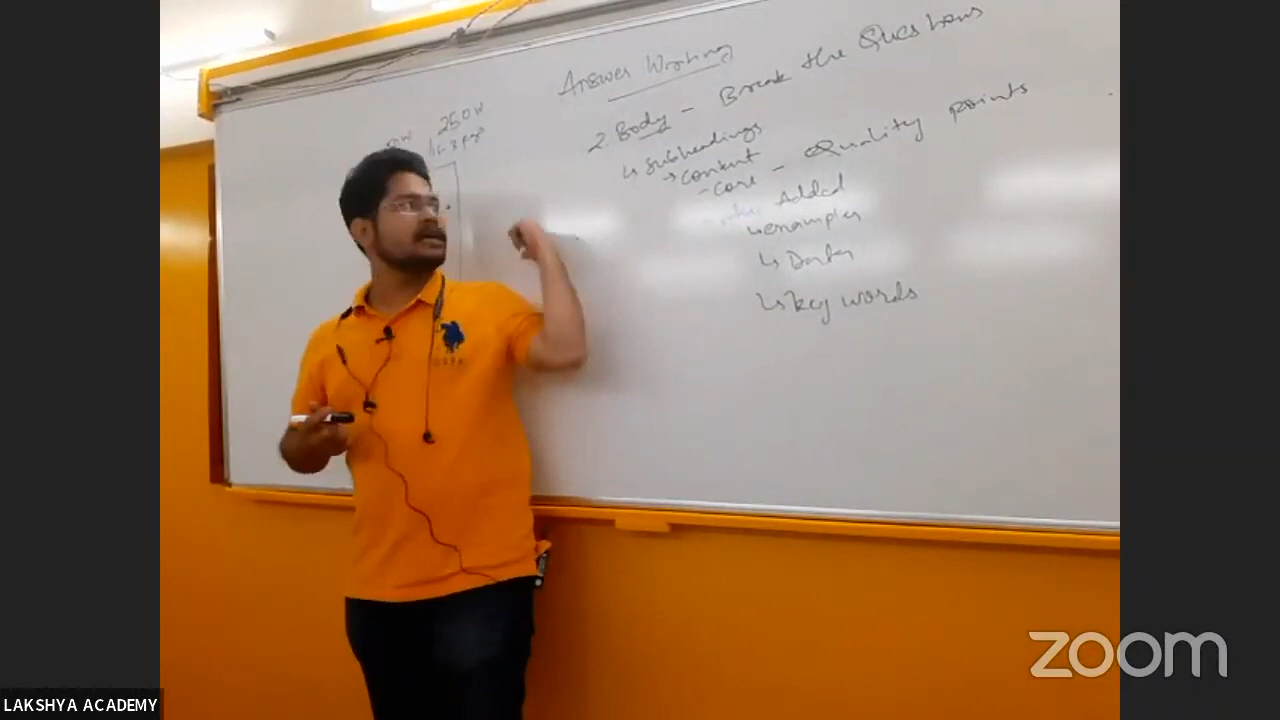 Answer Writing
250W
2 Body - Break the Questions
↳ Subheadings
→ content
- core - Quality points
Added
↳ examples
↳ Data
↳ key words
zoom
LAKSHYA ACADEMY